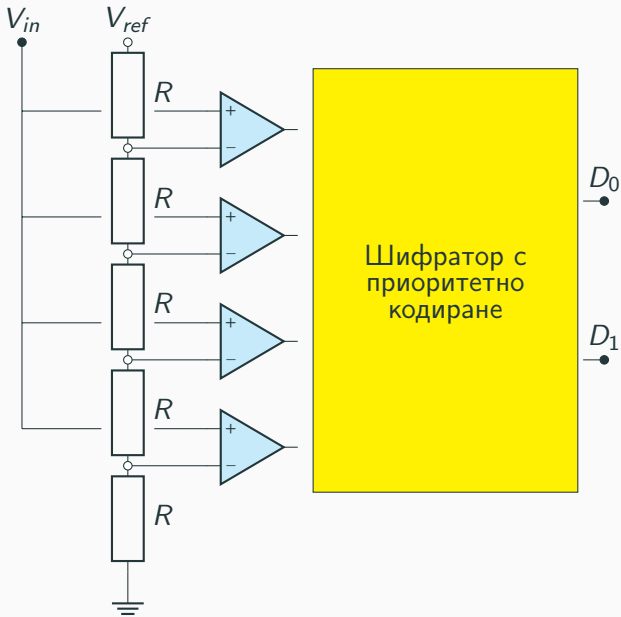 V_in
V_ref
R
+
−
R
+
−
R
+
−
R
+
−
R
Шифратор с
приоритетно
кодиране
D_0
D_1